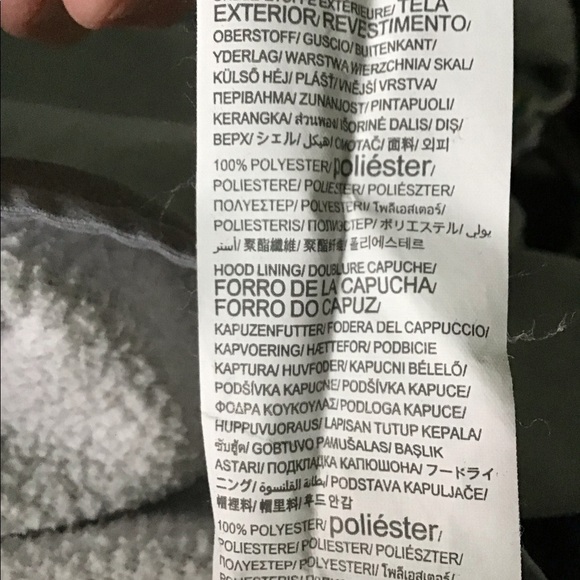 EXTÉRIEURE/ TELA
EXTERIOR/ REVESTIMENTO/
OBERSTOFF/ GUSCIO/ BUITENKANT/
YDERLAG/ WARSTWA WIERZCHNIA/ SKAL/
KÜLSŐ HÉJ/ PLÁŠŤ/ VNĚJŠÍ VRSTVA/
ΠΕΡΙΒΛΗΜΑ/ ZUNANJOST/ PINTAPUOLI/
KERANGKA/ ส่วนทอง/ IŠORINĖ DALIS/ DIŞ/
ВЕРХ/ シェル/ هيكل/ OMOTAČ/ 面料/ 외피
100% POLYESTER/ poliéster/
POLIESTERE/ POLIESTER/ POLIÉSZTER/
ΠΟΛΥΕΣΤΕΡ/ POLYESTERI/ โพลีเอสเตอร์/
POLIESTERIS/ ПОЛИЭСТЕР/ ポリエステル/ بولي
أستر/ 聚酯纖維/ 聚酯纤维/ 폴리에스테르
HOOD LINING/ DOUBLURE CAPUCHE/
FORRO DE LA CAPUCHA/
FORRO DO CAPUZ/
KAPUZENFUTTER/ FODERA DEL CAPPUCCIO/
KAPVOERING/ HÆTTEFOR/ PODBICIE
KAPTURA/ HUVFODER/ KAPUCNI BÉLELŐ/
PODŠÍVKA KAPUCNE/ PODŠÍVKA KAPUCE/
ΦΟΔΡΑ ΚΟΥΚΟΥΛΑΣ/ PODLOGA KAPUCE/
HUPPUVUORAUS/ LAPISAN TUTUP KEPALA/
ซับฮู้ด/ GOBTUVO PAMUŠALAS/ BAŞLIK
ASTARI/ ПОДКЛАДКА КАПЮШОНА/ フードライ
ニング/ بطانة القلنسوة/ PODSTAVA KAPULJAČE/
帽裡料/ 帽里料/ 후드 안감
100% POLYESTER/ poliéster/
POLIESTERE/ POLIESTER/ POLIÉSZTER/
ΠΟΛΥΕΣΤΕΡ/ POLYESTERI/ โพลีเอสเตอร์/